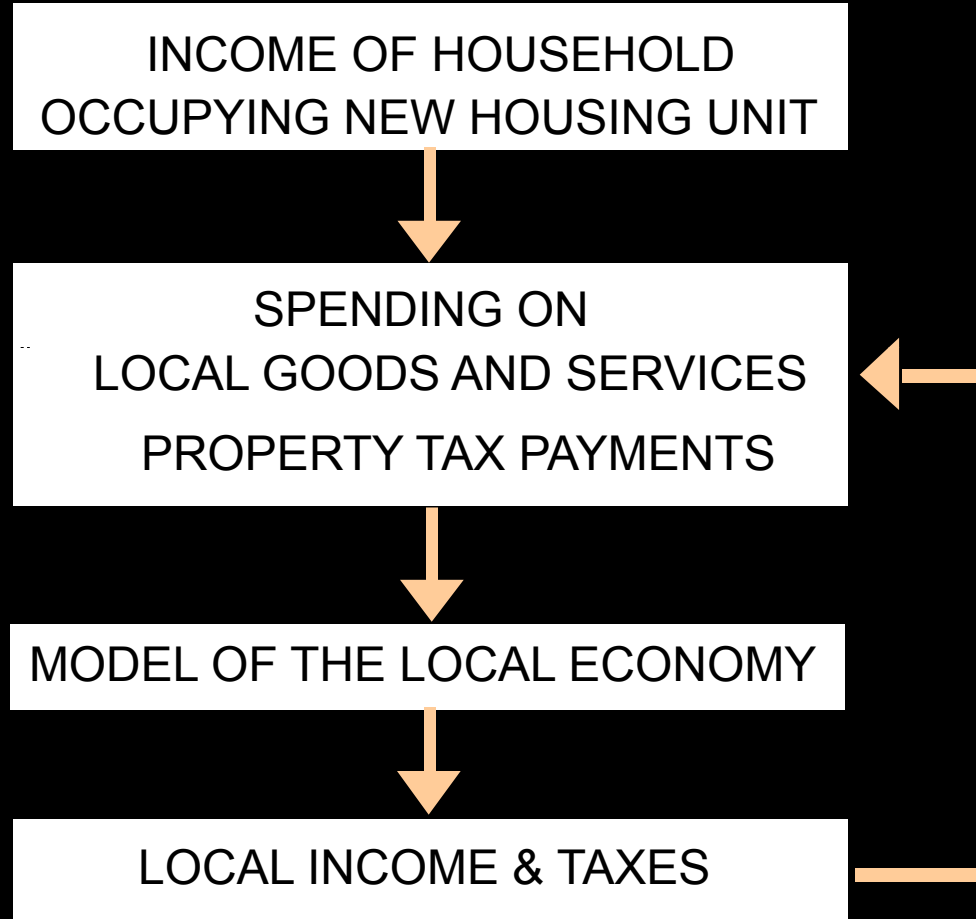 INCOME OF HOUSEHOLD
OCCUPYING NEW HOUSING UNIT
SPENDING ON
LOCAL GOODS AND SERVICES
PROPERTY TAX PAYMENTS
MODEL OF THE LOCAL ECONOMY
LOCAL INCOME & TAXES